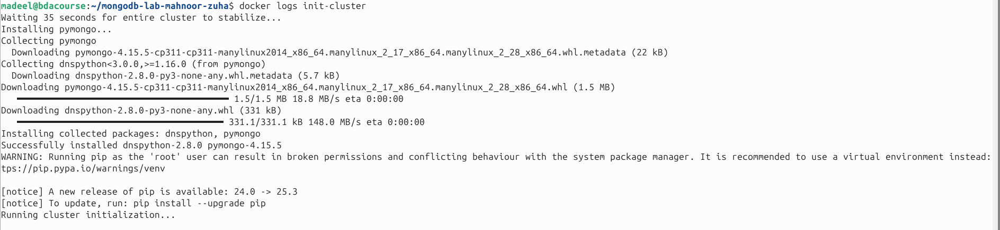 madeel@bdacourse:~/mongodb-lab-mahnoor-zuha$ docker logs init-cluster
Waiting 35 seconds for entire cluster to stabilize...
Installing pymongo...
Collecting pymongo
  Downloading pymongo-4.15.5-cp311-cp311-manylinux2014_x86_64.manylinux_2_17_x86_64.manylinux_2_28_x86_64.whl.metadata (22 kB)
Collecting dnspython<3.0.0,>=1.16.0 (from pymongo)
  Downloading dnspython-2.8.0-py3-none-any.whl.metadata (5.7 kB)
Downloading pymongo-4.15.5-cp311-cp311-manylinux2014_x86_64.manylinux_2_17_x86_64.manylinux_2_28_x86_64.whl (1.5 MB)
1.5/1.5 MB 18.8 MB/s eta 0:00:00
Downloading dnspython-2.8.0-py3-none-any.whl (331 kB)
331.1/331.1 kB 148.0 MB/s eta 0:00:00
Installing collected packages: dnspython, pymongo
Successfully installed dnspython-2.8.0 pymongo-4.15.5
WARNING: Running pip as the 'root' user can result in broken permissions and conflicting behaviour with the system package manager. It is recommended to use a virtual environment instead:
tps://pip.pypa.io/warnings/venv
[notice] A new release of pip is available: 24.0 -> 25.3
[notice] To update, run: pip install --upgrade pip
Running cluster initialization...